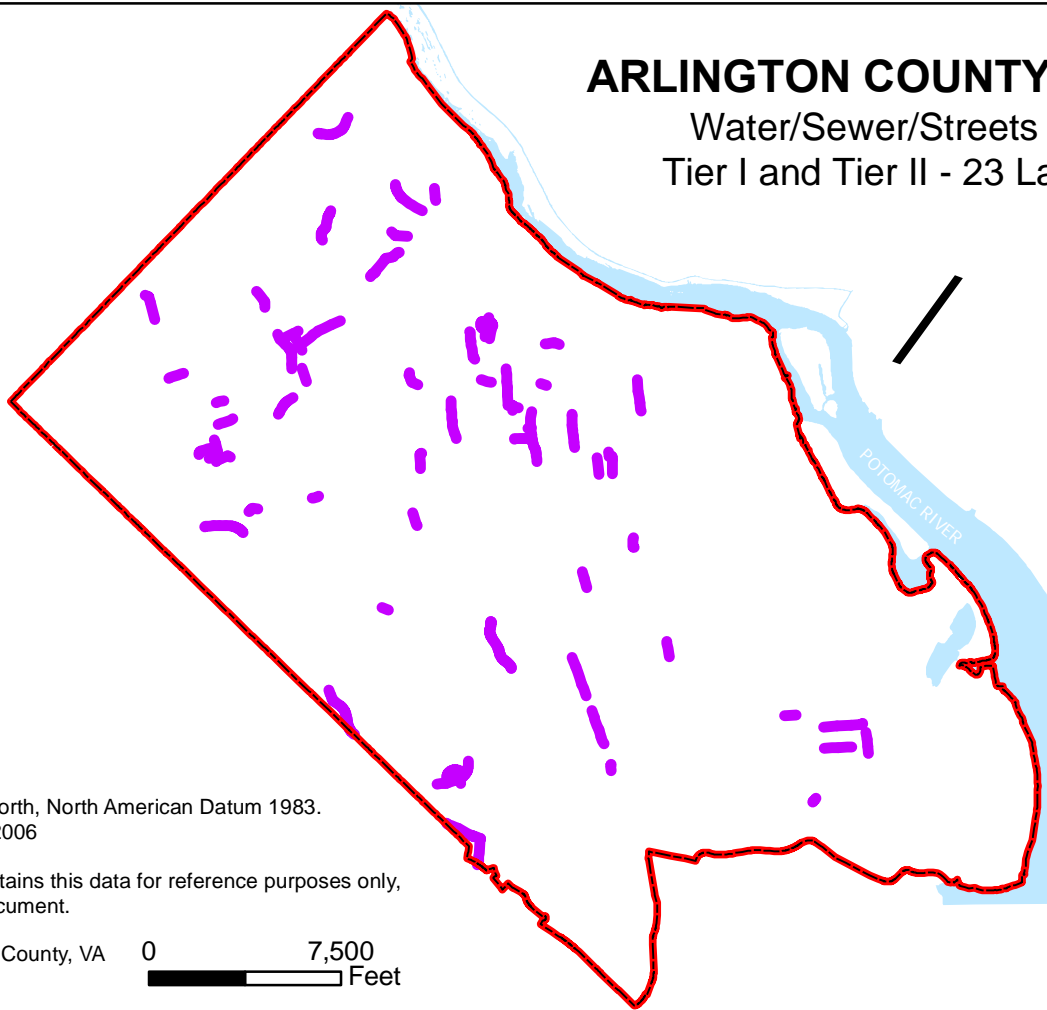 ARLINGTON COUNTY
Water/Sewer/Streets
Tier I and Tier II - 23 La
POTOMAC RIVER
orth, North American Datum 1983.
2006
tains this data for reference purposes only,
cument.
County, VA
0 7,500
Feet